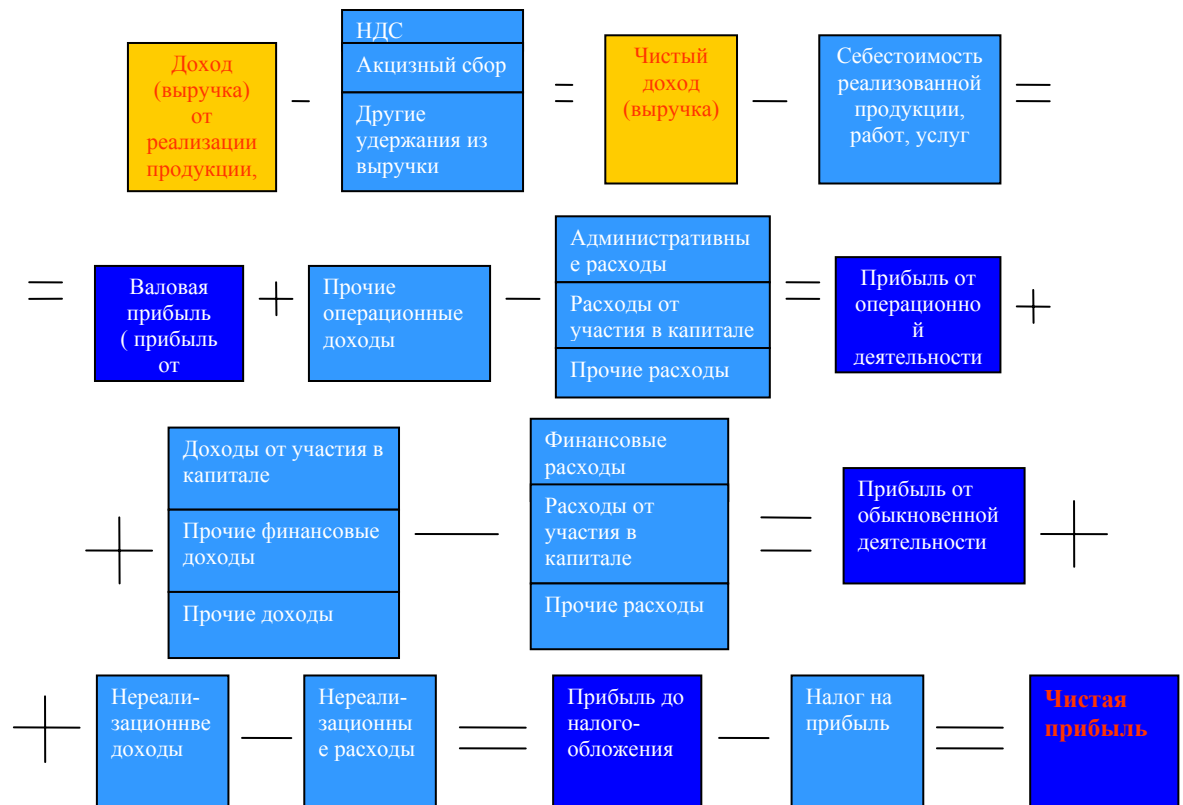 Доход
(выручка)
от
реализации
продукции,
–
НДС
Акцизный сбор
Другие
удержания из
выручки
=
Чистый
доход
(выручка)
—
Себестоимость
реализованной
продукции,
работ, услуг
=
=
Валовая
прибыль
( прибыль
от
+
Прочие
операционные
доходы
—
Административны
е расходы
Расходы от
участия в капитале
Прочие расходы
=
Прибыль от
операционно
й
деятельности
+
+
Доходы от участия в
капитале
Прочие финансовые
доходы
Прочие доходы
—
Финансовые
расходы
Расходы от
участия в
капитале
Прочие расходы
=
Прибыль от
обыкновенной
деятельности
+
+
Нереали-
зационнве
доходы
—
Нереали-
зационны
е расходы
=
Прибыль до
налого-
обложения
—
Налог на
прибыль
=
Чистая
прибыль